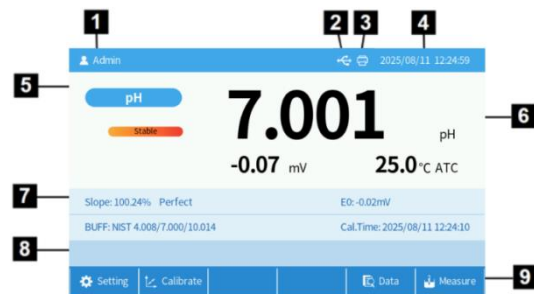 1 2 3 4
Admin 2025/08/11 12:24:59
5 pH 7.001 pH 6
Stable
-0.07 mV 25.0 °C ATC
7 Slope: 100.24% Perfect E0: -0.02mV
BUFF: NIST 4.008/7.000/10.014 Cal.Time: 2025/08/11 12:24:10
8
Setting Calibrate Data Measure 9